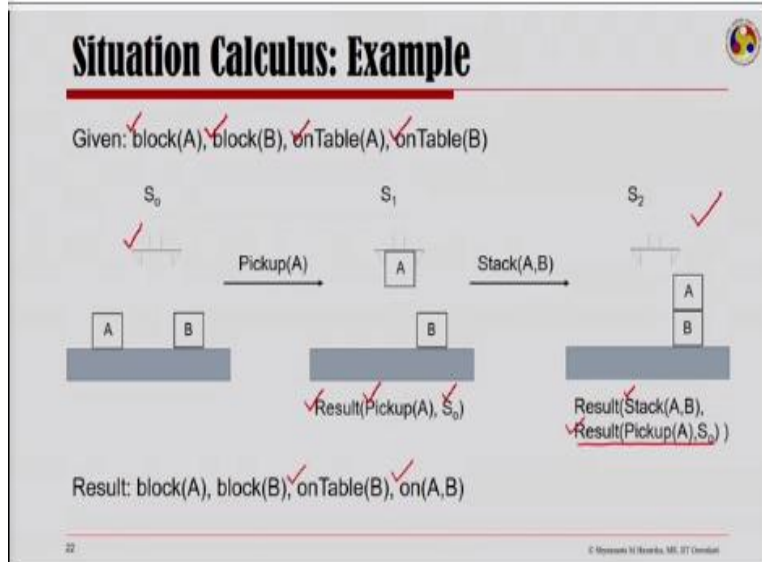 Situation Calculus: Example
Given: block(A), block(B), onTable(A), onTable(B)
S₀ S₁ S₂
Pickup(A) Stack(A,B)
A
A
A B B B
Result(Pickup(A), S₀) Result(Stack(A,B),
Result(Pickup(A),S₀) )
Result: block(A), block(B), onTable(B), on(A,B)
22